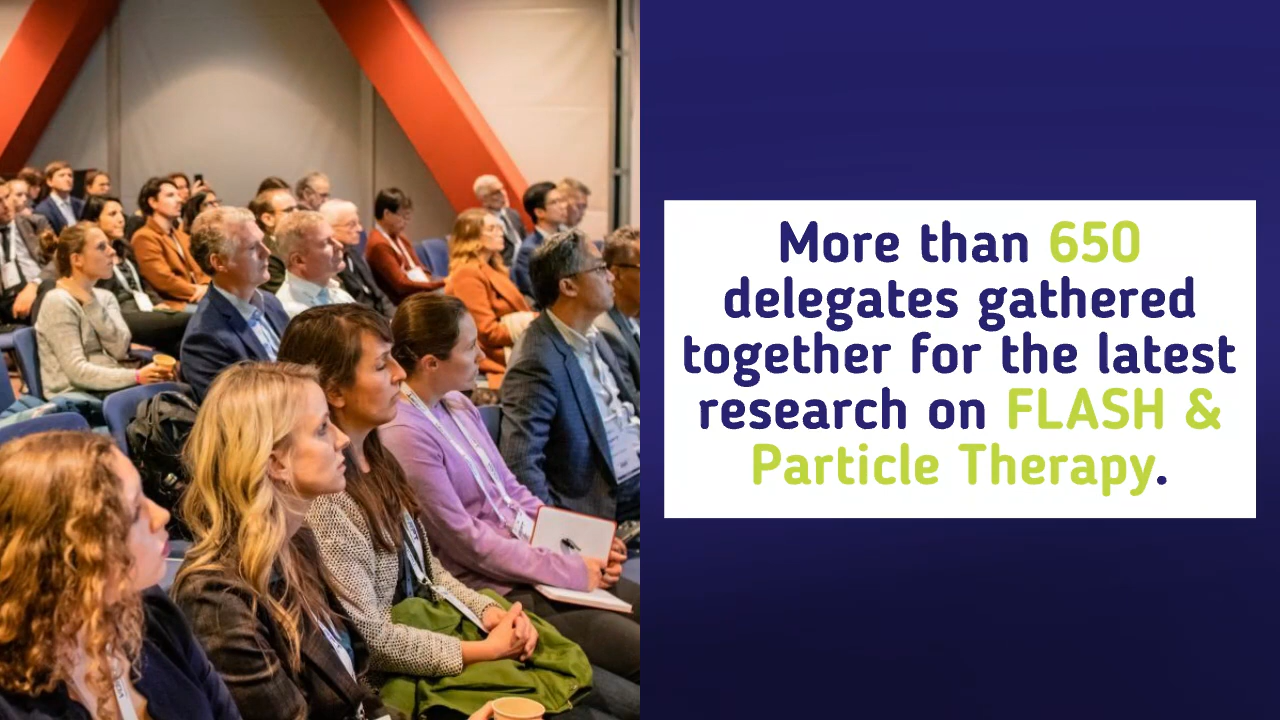 More than 650
delegates gathered
together for the latest
research on FLASH &
Particle Therapy.